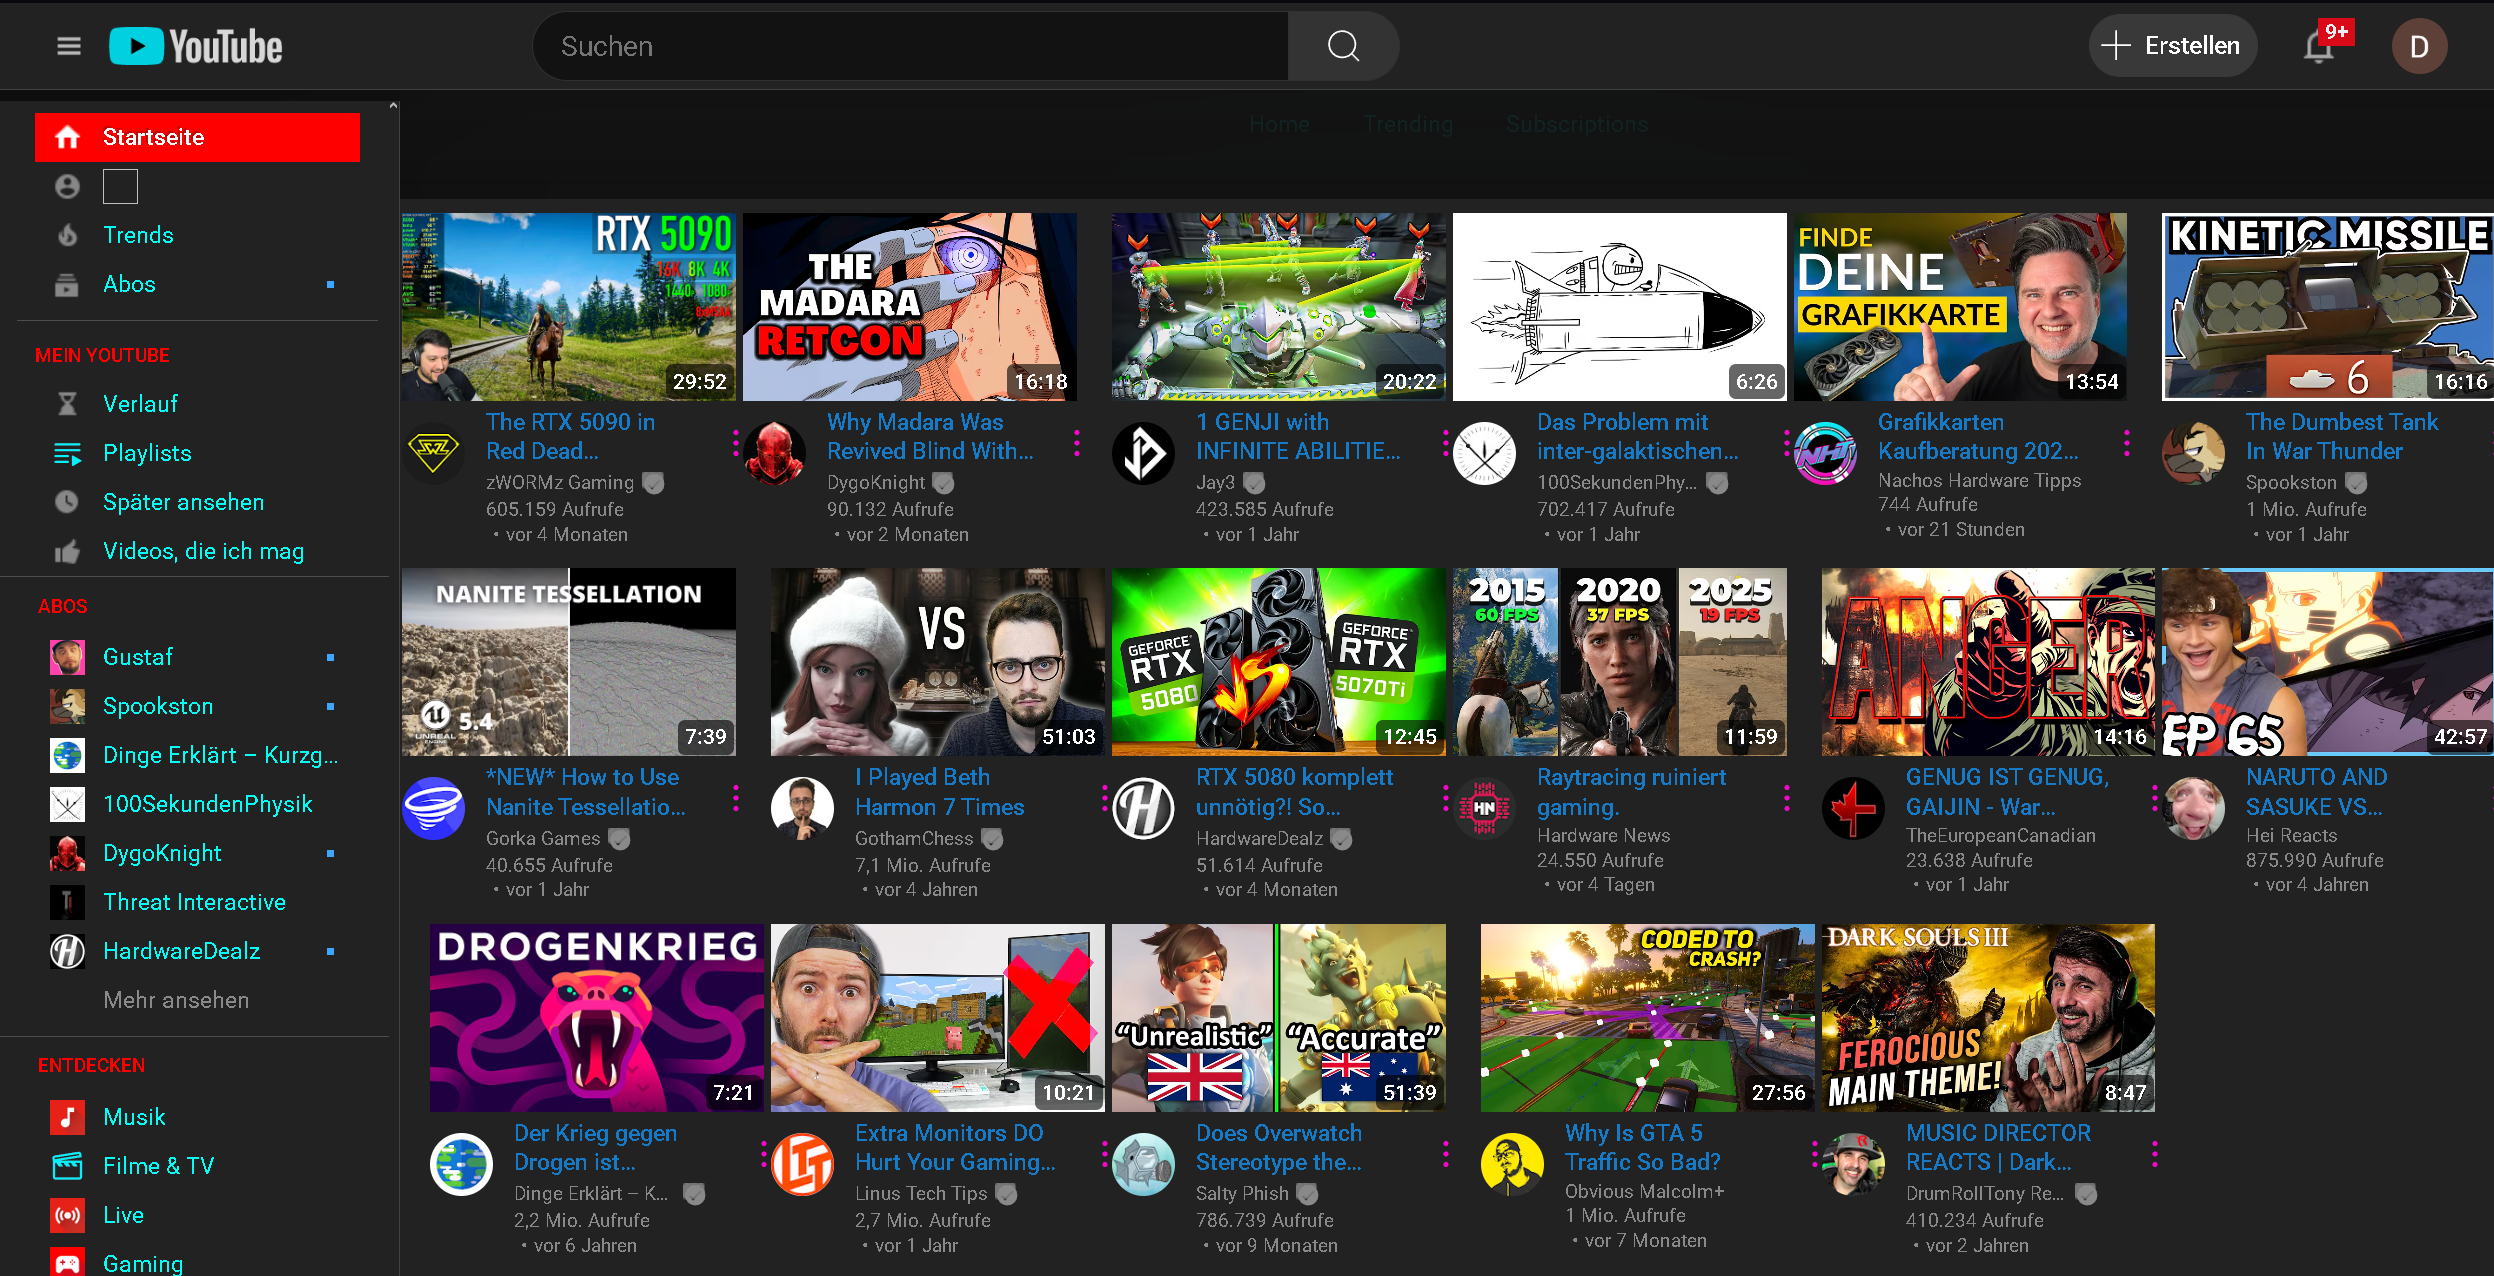 YouTube
Suchen
Erstellen
9+
D
Home
Trending
Subscriptions
Startseite
Trends
Abos
MEIN YOUTUBE
Verlauf
Playlists
Später ansehen
Videos, die ich mag
ABOS
Gustaf
Spookston
Dinge Erklärt – Kurzg...
100SekundenPhysik
DygoKnight
Threat Interactive
HardwareDealz
Mehr ansehen
ENTDECKEN
Musik
Filme & TV
Live
Gaming
RTX 5090
16K 8K 4K
1440p 1080p
29:52
The RTX 5090 in
Red Dead...
zWORMz Gaming
605.159 Aufrufe
• vor 4 Monaten
THE
MADARA
RETCON
16:18
Why Madara Was
Revived Blind With...
DygoKnight
90.132 Aufrufe
• vor 2 Monaten
20:22
1 GENJI with
INFINITE ABILITIE...
Jay3
423.585 Aufrufe
• vor 1 Jahr
6:26
Das Problem mit
inter-galaktischen...
100SekundenPhy...
702.417 Aufrufe
• vor 1 Jahr
FINDE
DEINE
GRAFIKKARTE
13:54
NHT
Grafikkarten
Kaufberatung 202...
Nachos Hardware Tipps
744 Aufrufe
• vor 21 Stunden
KINETIC MISSILE
6
16:16
The Dumbest Tank
In War Thunder
Spookston
1 Mio. Aufrufe
• vor 1 Jahr
NANITE TESSELLATION
5.4
UNREAL
7:39
*NEW* How to Use
Nanite Tessellatio...
Gorka Games
40.655 Aufrufe
• vor 1 Jahr
VS
51:03
I Played Beth
Harmon 7 Times
GothamChess
7,1 Mio. Aufrufe
• vor 4 Jahren
GEFORCE
RTX
5080
VS
GEFORCE
RTX
5070Ti
12:45
RTX 5080 komplett
unnötig?! So...
HardwareDealz
51.614 Aufrufe
• vor 4 Monaten
2015
60 FPS
2020
37 FPS
2025
19 FPS
11:59
HN
Raytracing ruiniert
gaming.
Hardware News
24.550 Aufrufe
• vor 4 Tagen
ANGER
14:16
GENUG IST GENUG,
GAIJIN - War...
TheEuropeanCanadian
23.638 Aufrufe
• vor 1 Jahr
EP 65
42:57
NARUTO AND
SASUKE VS...
Hei Reacts
875.990 Aufrufe
• vor 4 Jahren
DROGENKRIEG
7:21
Der Krieg gegen
Drogen ist...
Dinge Erklärt – K...
2,2 Mio. Aufrufe
• vor 6 Jahren
10:21
LTT
Extra Monitors DO
Hurt Your Gaming...
Linus Tech Tips
2,7 Mio. Aufrufe
• vor 1 Jahr
"Unrealistic"
"Accurate"
51:39
Does Overwatch
Stereotype the...
Salty Phish
786.739 Aufrufe
• vor 9 Monaten
CODED TO
CRASH?
27:56
Why Is GTA 5
Traffic So Bad?
Obvious Malcolm+
1 Mio. Aufrufe
• vor 7 Monaten
DARK SOULS III
FEROCIOUS
MAIN THEME!
8:47
MUSIC DIRECTOR
REACTS | Dark...
DrumRollTony Re...
410.234 Aufrufe
• vor 2 Jahren